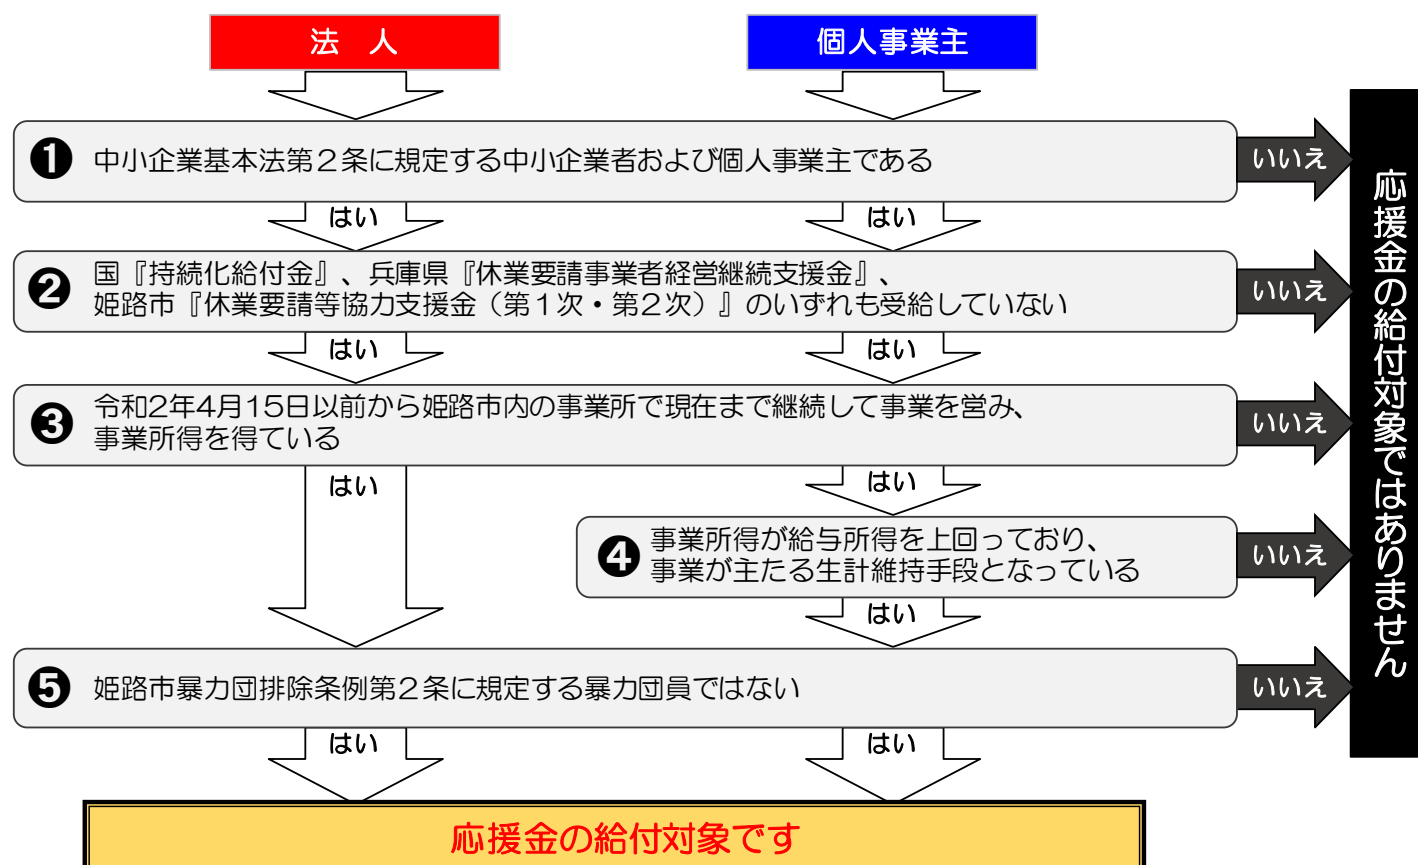 法　人
個人事業主
❶ 中小企業基本法第２条に規定する中小企業者および個人事業主である
いいえ
はい
はい
❷ 国『持続化給付金』、兵庫県『休業要請事業者経営継続支援金』、
姫路市『休業要請等協力支援金（第１次・第２次）』のいずれも受給していない
いいえ
はい
はい
❸ 令和2年4月15日以前から姫路市内の事業所で現在まで継続して事業を営み、
事業所得を得ている
いいえ
はい
はい
❹ 事業所得が給与所得を上回っており、
事業が主たる生計維持手段となっている
いいえ
はい
❺ 姫路市暴力団排除条例第２条に規定する暴力団員ではない
いいえ
はい
はい
応援金の給付対象ではありません
応援金の給付対象です